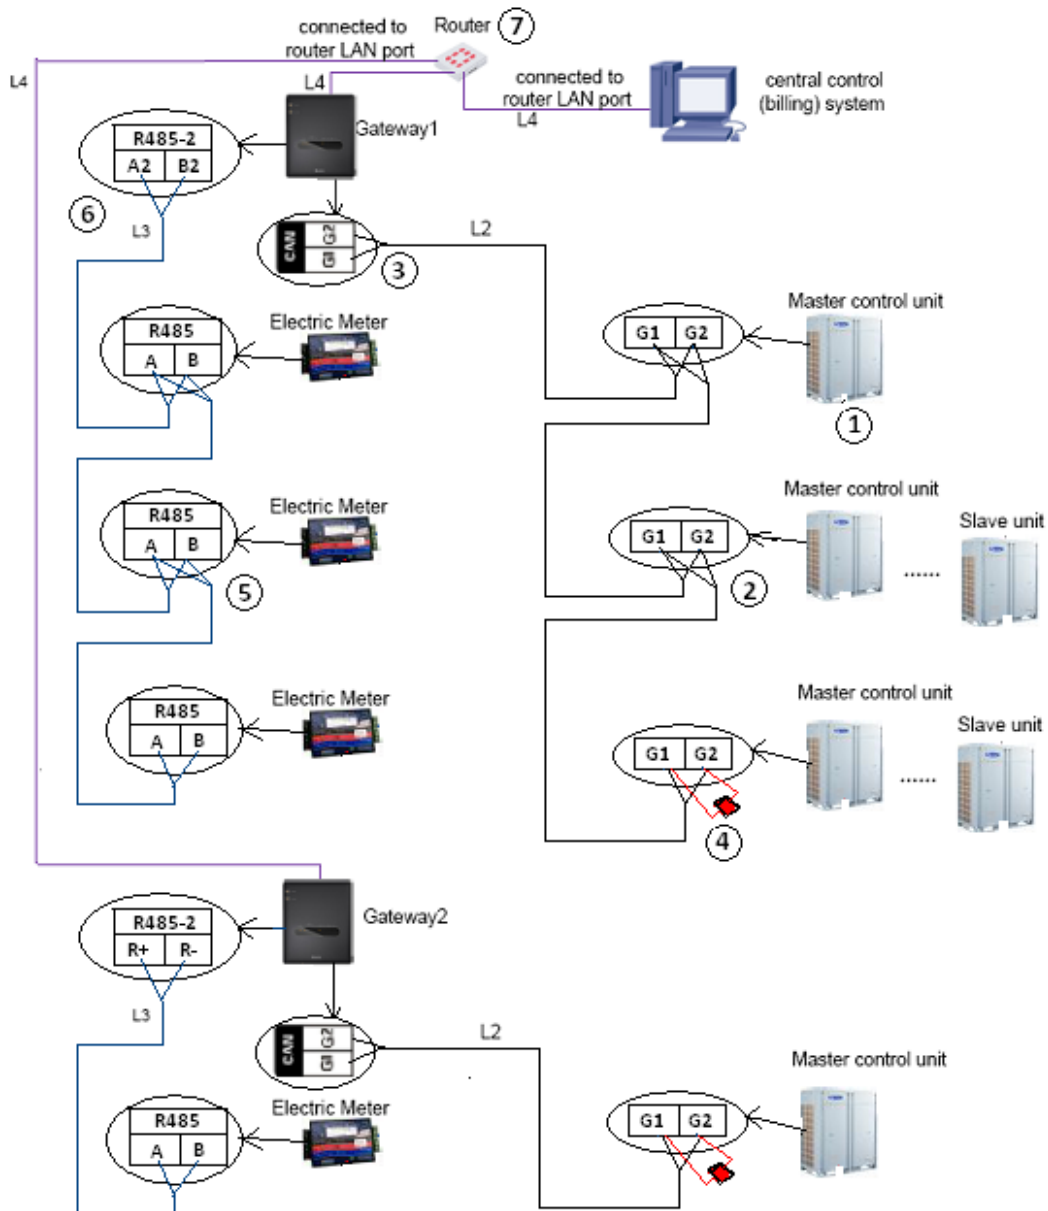 connected to
router LAN port
Router
7
L4
L4
connected to
router LAN port
L4
central control
(billing) system
Gateway1
R485-2
A2
B2
6
L3
CAN
G1
G2
3
L2
Master control unit
G1
G2
1
Electric Meter
R485
A
B
Master control unit
Slave unit
G1
G2
2
......
Electric Meter
R485
A
B
5
Master control unit
Slave unit
G1
G2
......
4
Electric Meter
R485
A
B
Gateway2
R485-2
R+
R-
L3
CAN
G1
G2
L2
Master control unit
G1
G2
Electric Meter
R485
A
B